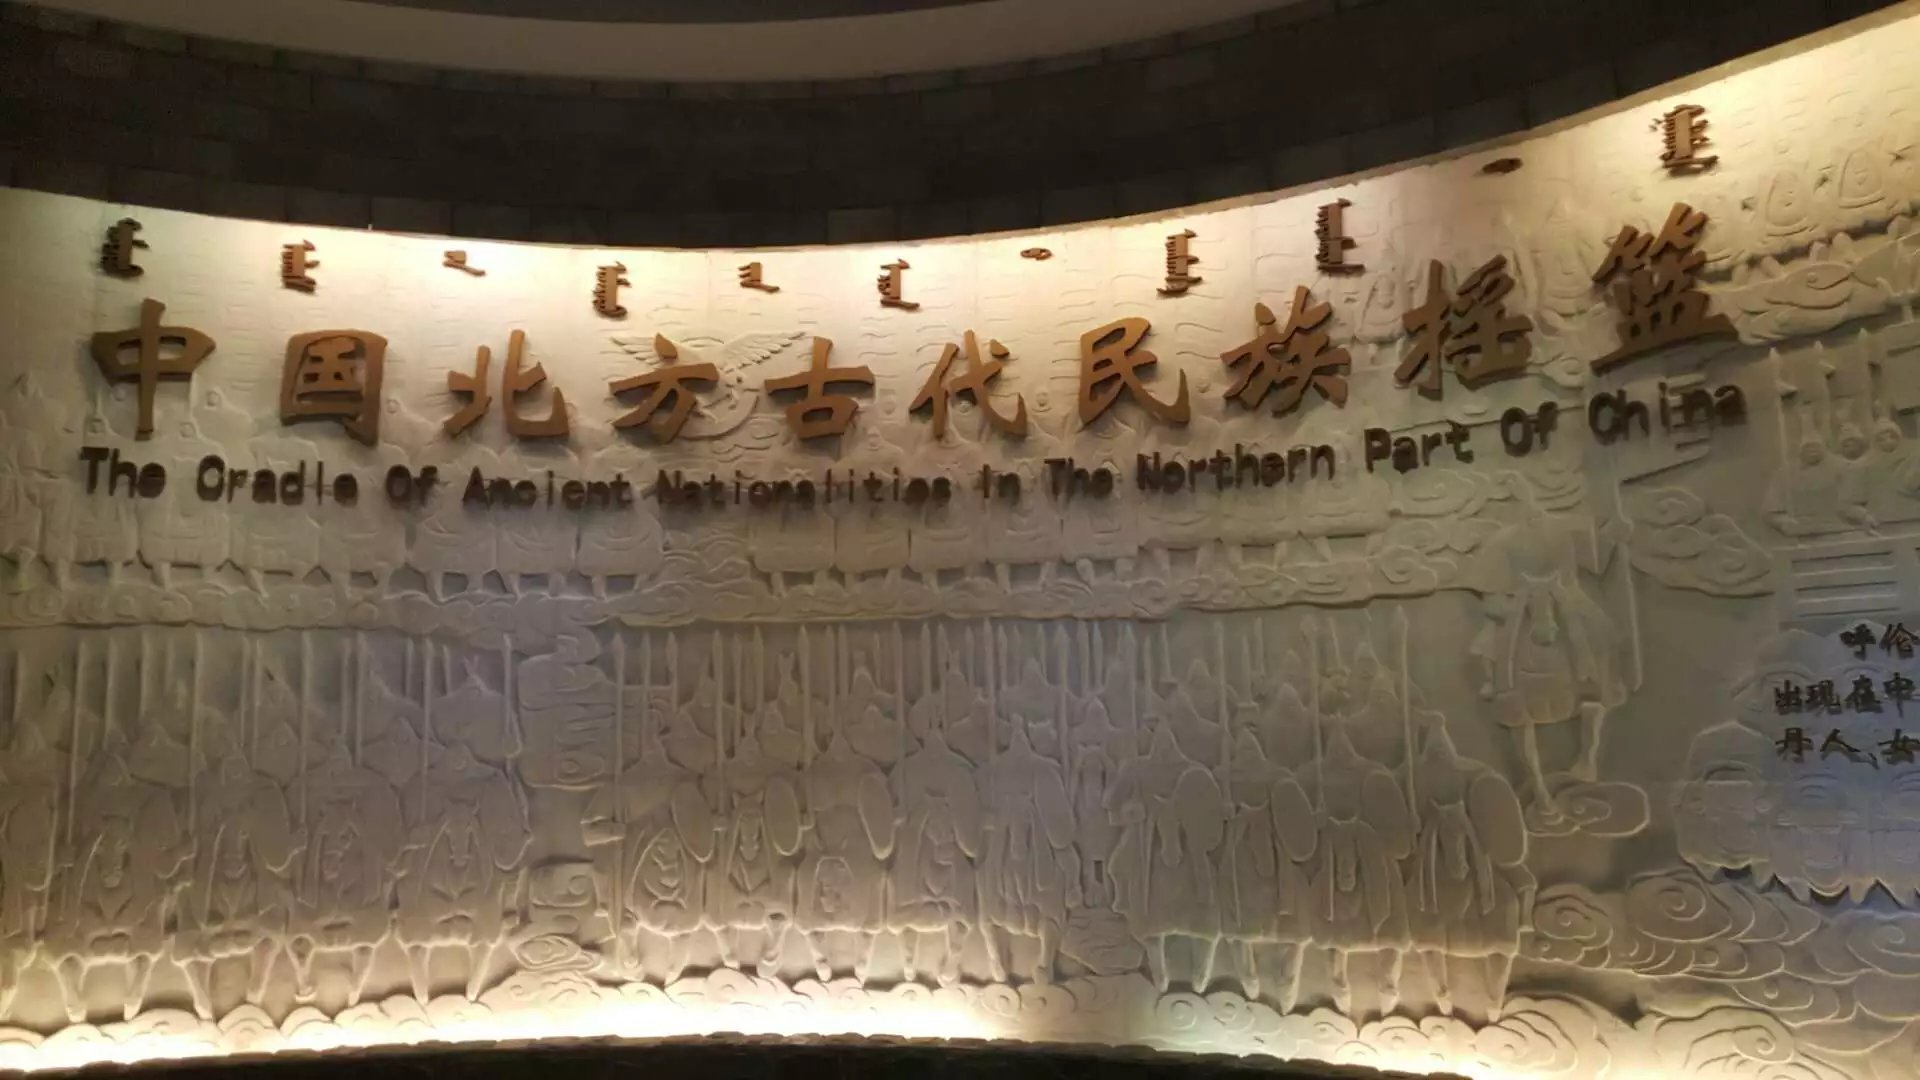 中国北方古代民族摇篮
The Cradle Of Ancient Nationalities In The Northern Part Of China
呼伦
出现在中
丹人、女